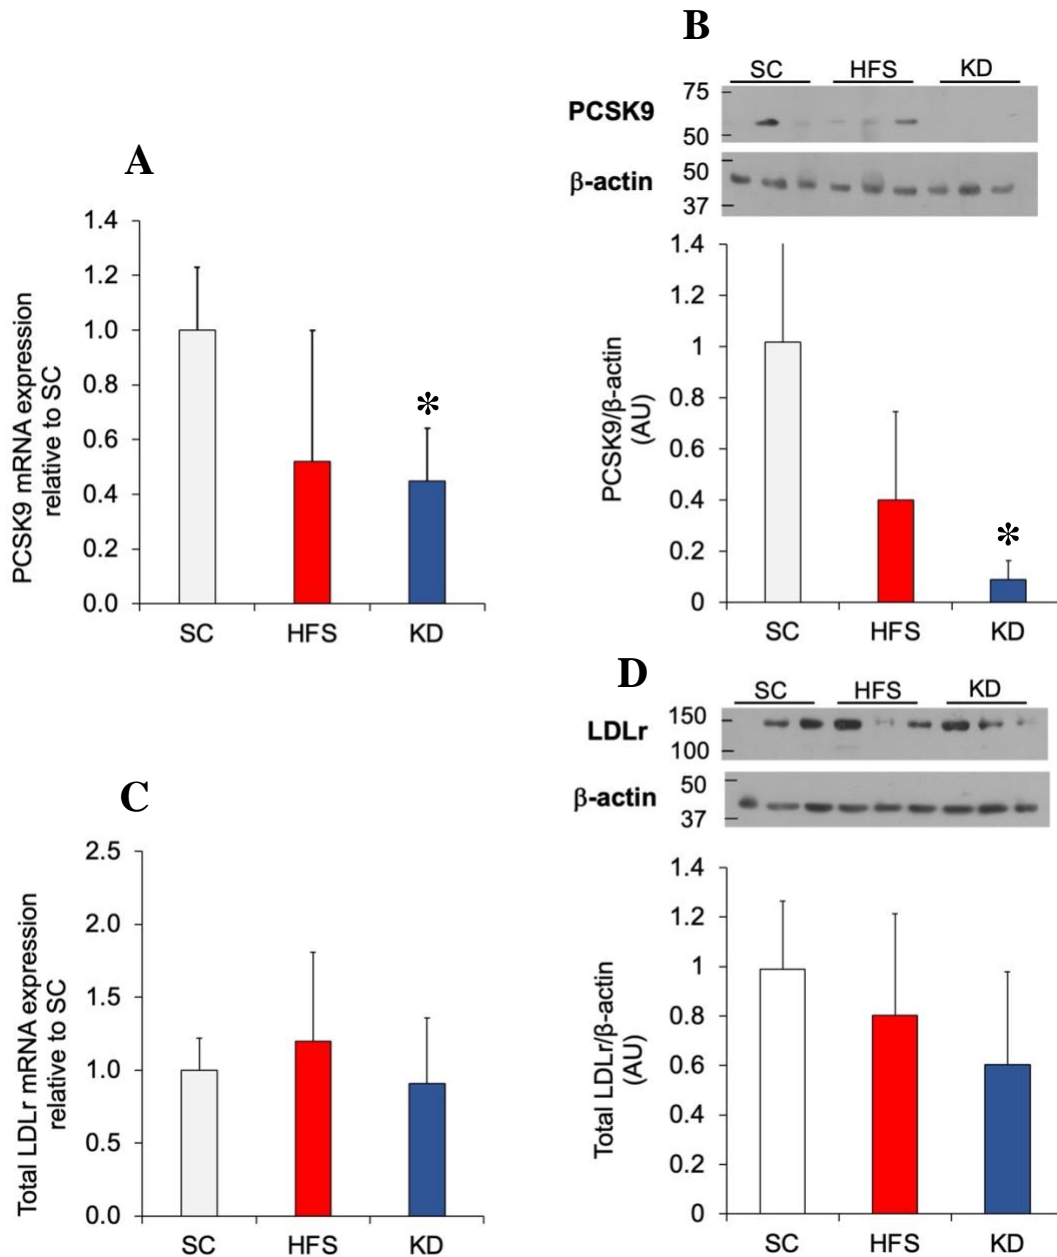 A
PCSK9 mRNA expression
relative to SC
1.4
1.2
1.0
0.8
0.6
0.4
0.2
0.0
*
SC HFS KD
B
SC HFS KD
PCSK9
75
50
β-actin
50
37
PCSK9/β-actin
(AU)
1.4
1.2
1
0.8
0.6
0.4
0.2
0
*
SC HFS KD
C
Total LDLr mRNA expression
relative to SC
2.5
2.0
1.5
1.0
0.5
0.0
SC HFS KD
D
SC HFS KD
LDLr
150
100
β-actin
50
37
Total LDLr/β-actin
(AU)
1.4
1.2
1
0.8
0.6
0.4
0.2
0
SC HFS KD